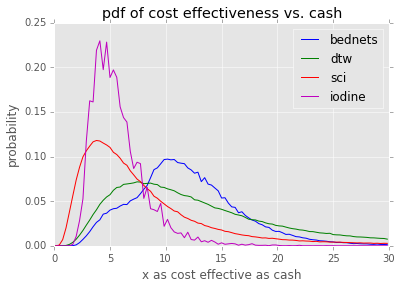 pdf of cost effectiveness vs. cash
0.25
0.20
0.15
0.10
0.05
0.00
probability
bednets
dtw
sci
iodine
0 5 10 15 20 25 30
x as cost effective as cash